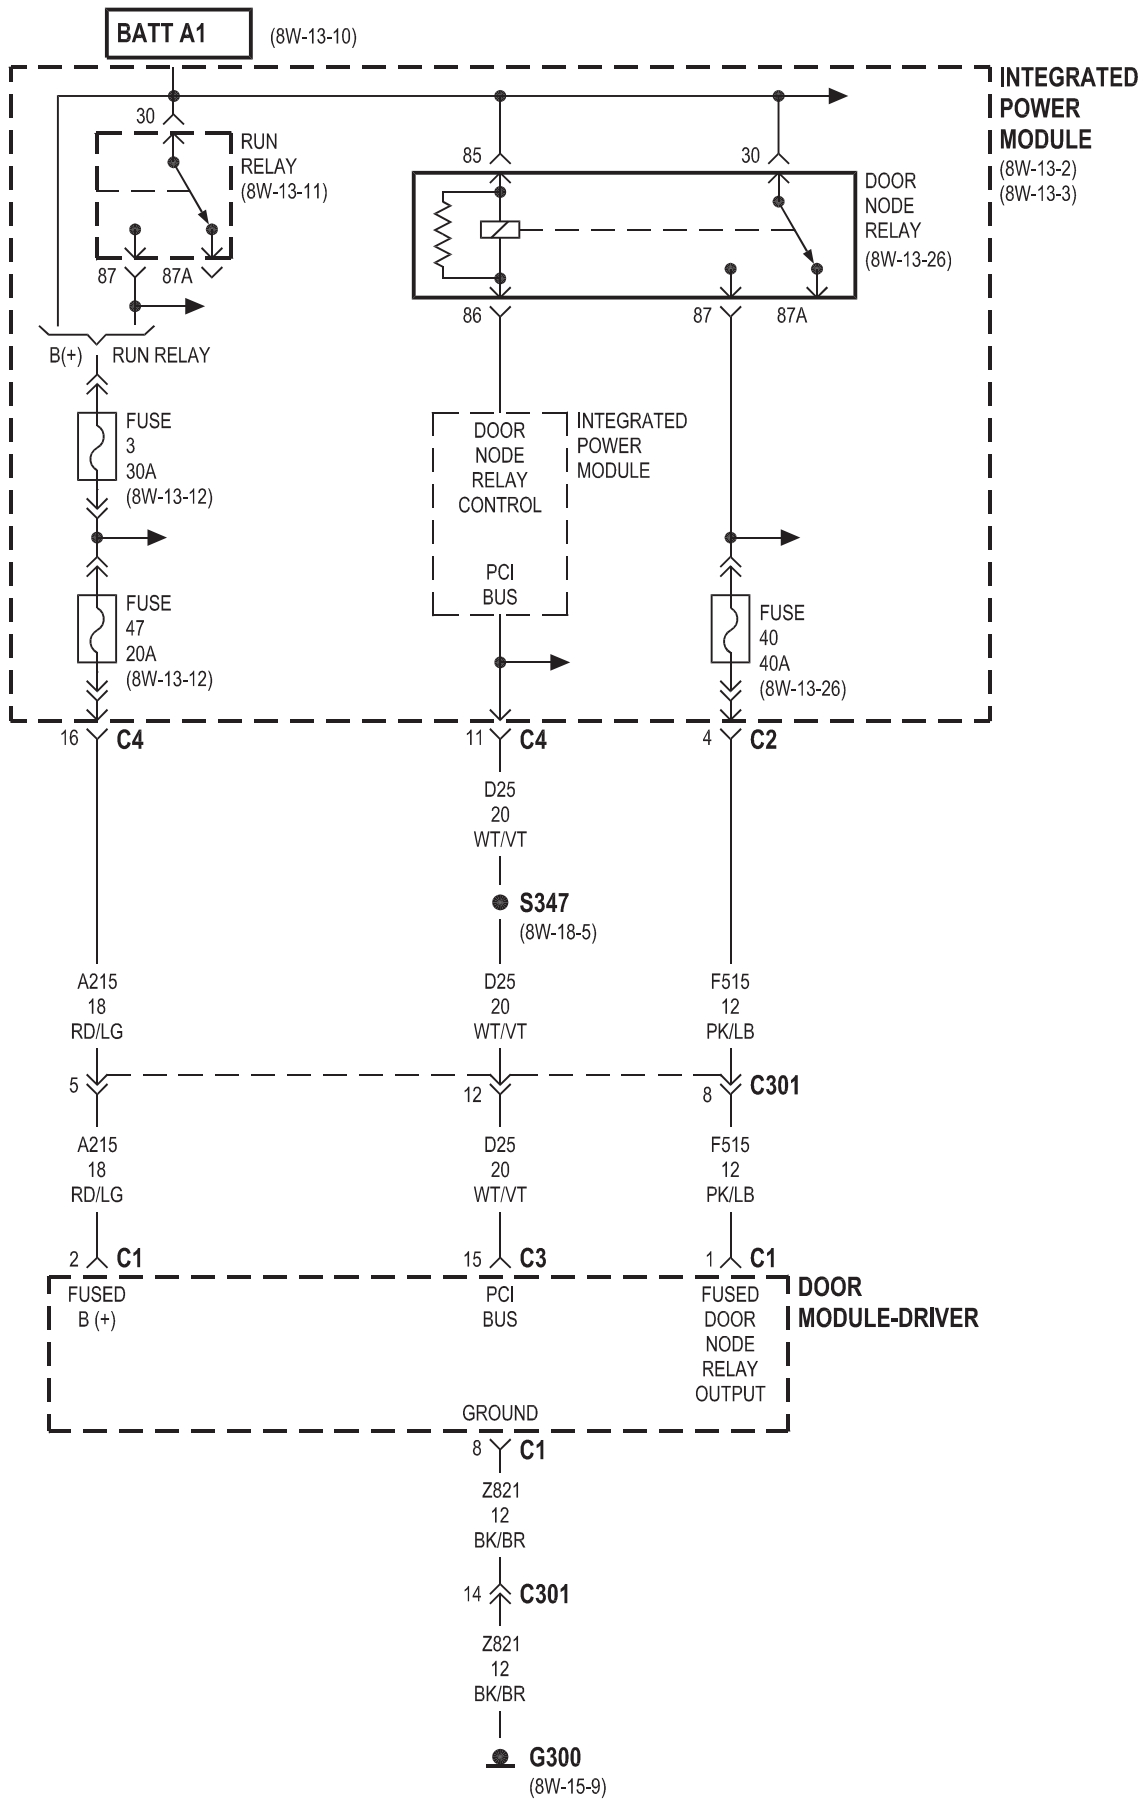 BATT A1
(8W-13-10)
INTEGRATED
POWER
MODULE
(8W-13-2)
(8W-13-3)
30
RUN
RELAY
(8W-13-11)
87
87A
85
30
DOOR
NODE
RELAY
(8W-13-26)
86
87
87A
B(+)
RUN RELAY
FUSE
3
30A
(8W-13-12)
DOOR
NODE
RELAY
CONTROL
PCI
BUS
INTEGRATED
POWER
MODULE
FUSE
47
20A
(8W-13-12)
FUSE
40
40A
(8W-13-26)
16
C4
11
C4
4
C2
D25
20
WT/VT
S347
(8W-18-5)
A215
18
RD/LG
D25
20
WT/VT
F515
12
PK/LB
5
12
8
C301
A215
18
RD/LG
D25
20
WT/VT
F515
12
PK/LB
2
C1
15
C3
1
C1
FUSED
B (+)
PCI
BUS
FUSED
DOOR
NODE
RELAY
OUTPUT
DOOR
MODULE-DRIVER
GROUND
8
C1
Z821
12
BK/BR
14
C301
Z821
12
BK/BR
G300
(8W-15-9)